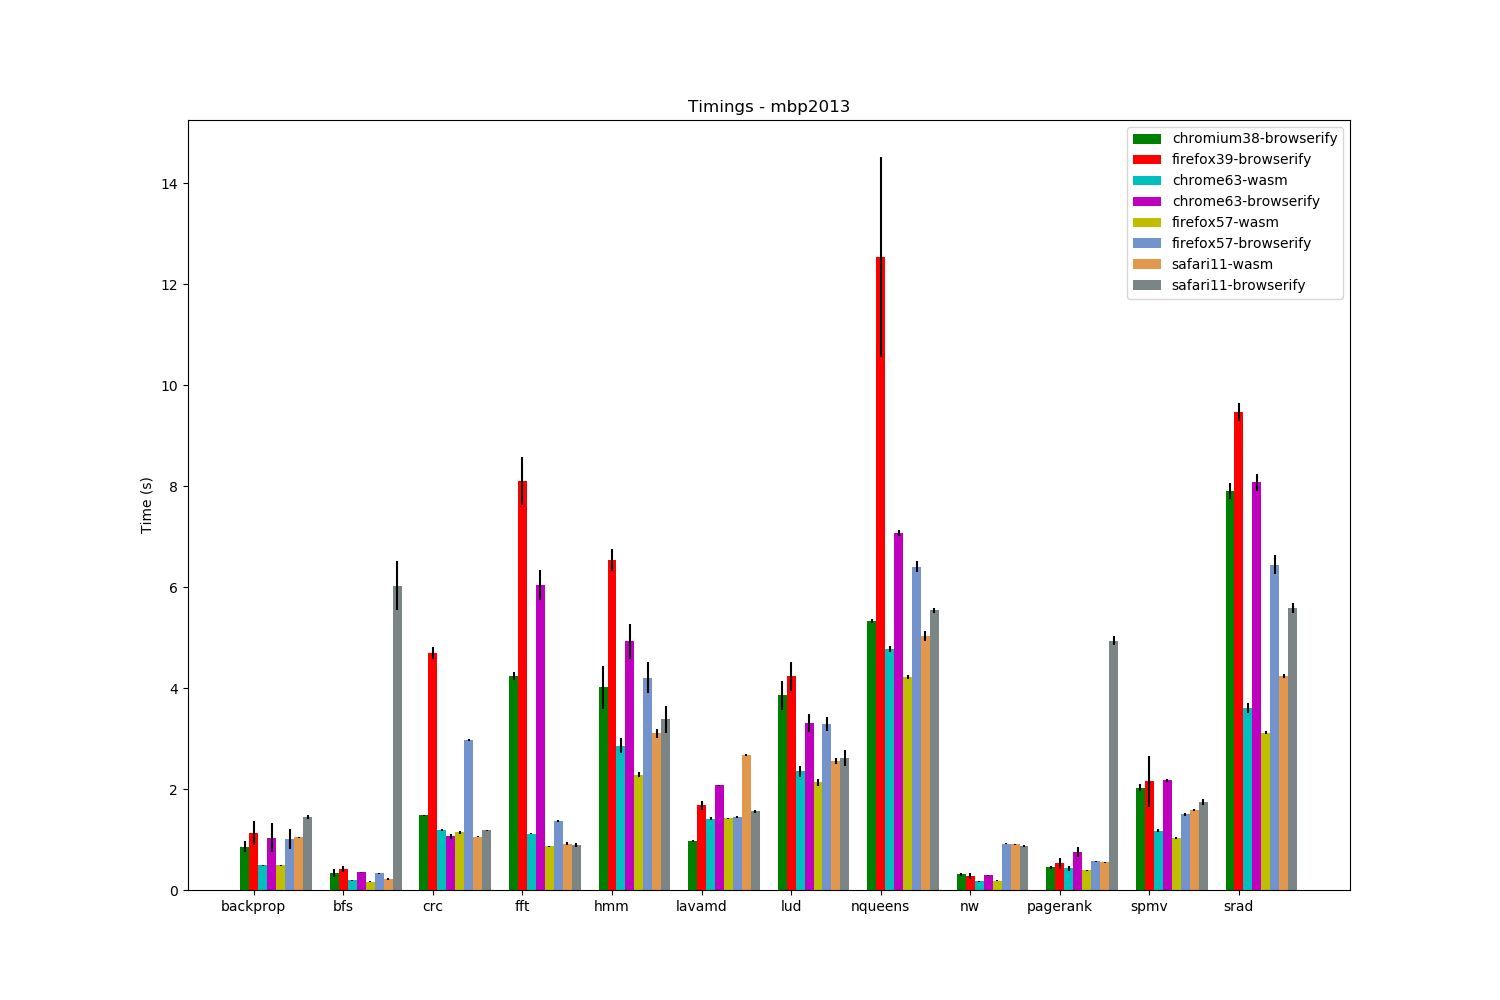 Timings - mbp2013
chromium38-browserify
firefox39-browserify
chrome63-wasm
chrome63-browserify
firefox57-wasm
firefox57-browserify
safari11-wasm
safari11-browserify
Time (s)
14
12
10
8
6
4
2
0
backprop bfs crc fft hmm lavamd lud nqueens nw pagerank spmv srad